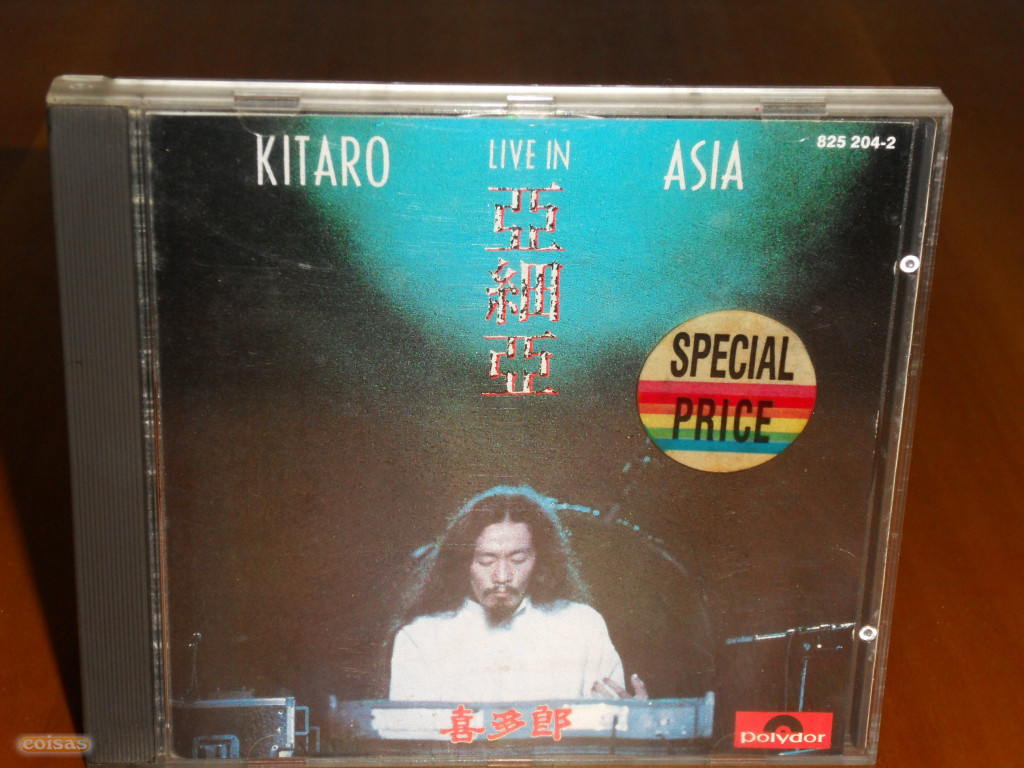 KITARO LIVE IN ASIA
825 204-2
亞
細
亞
SPECIAL
PRICE
喜多郎
polydor
coisas